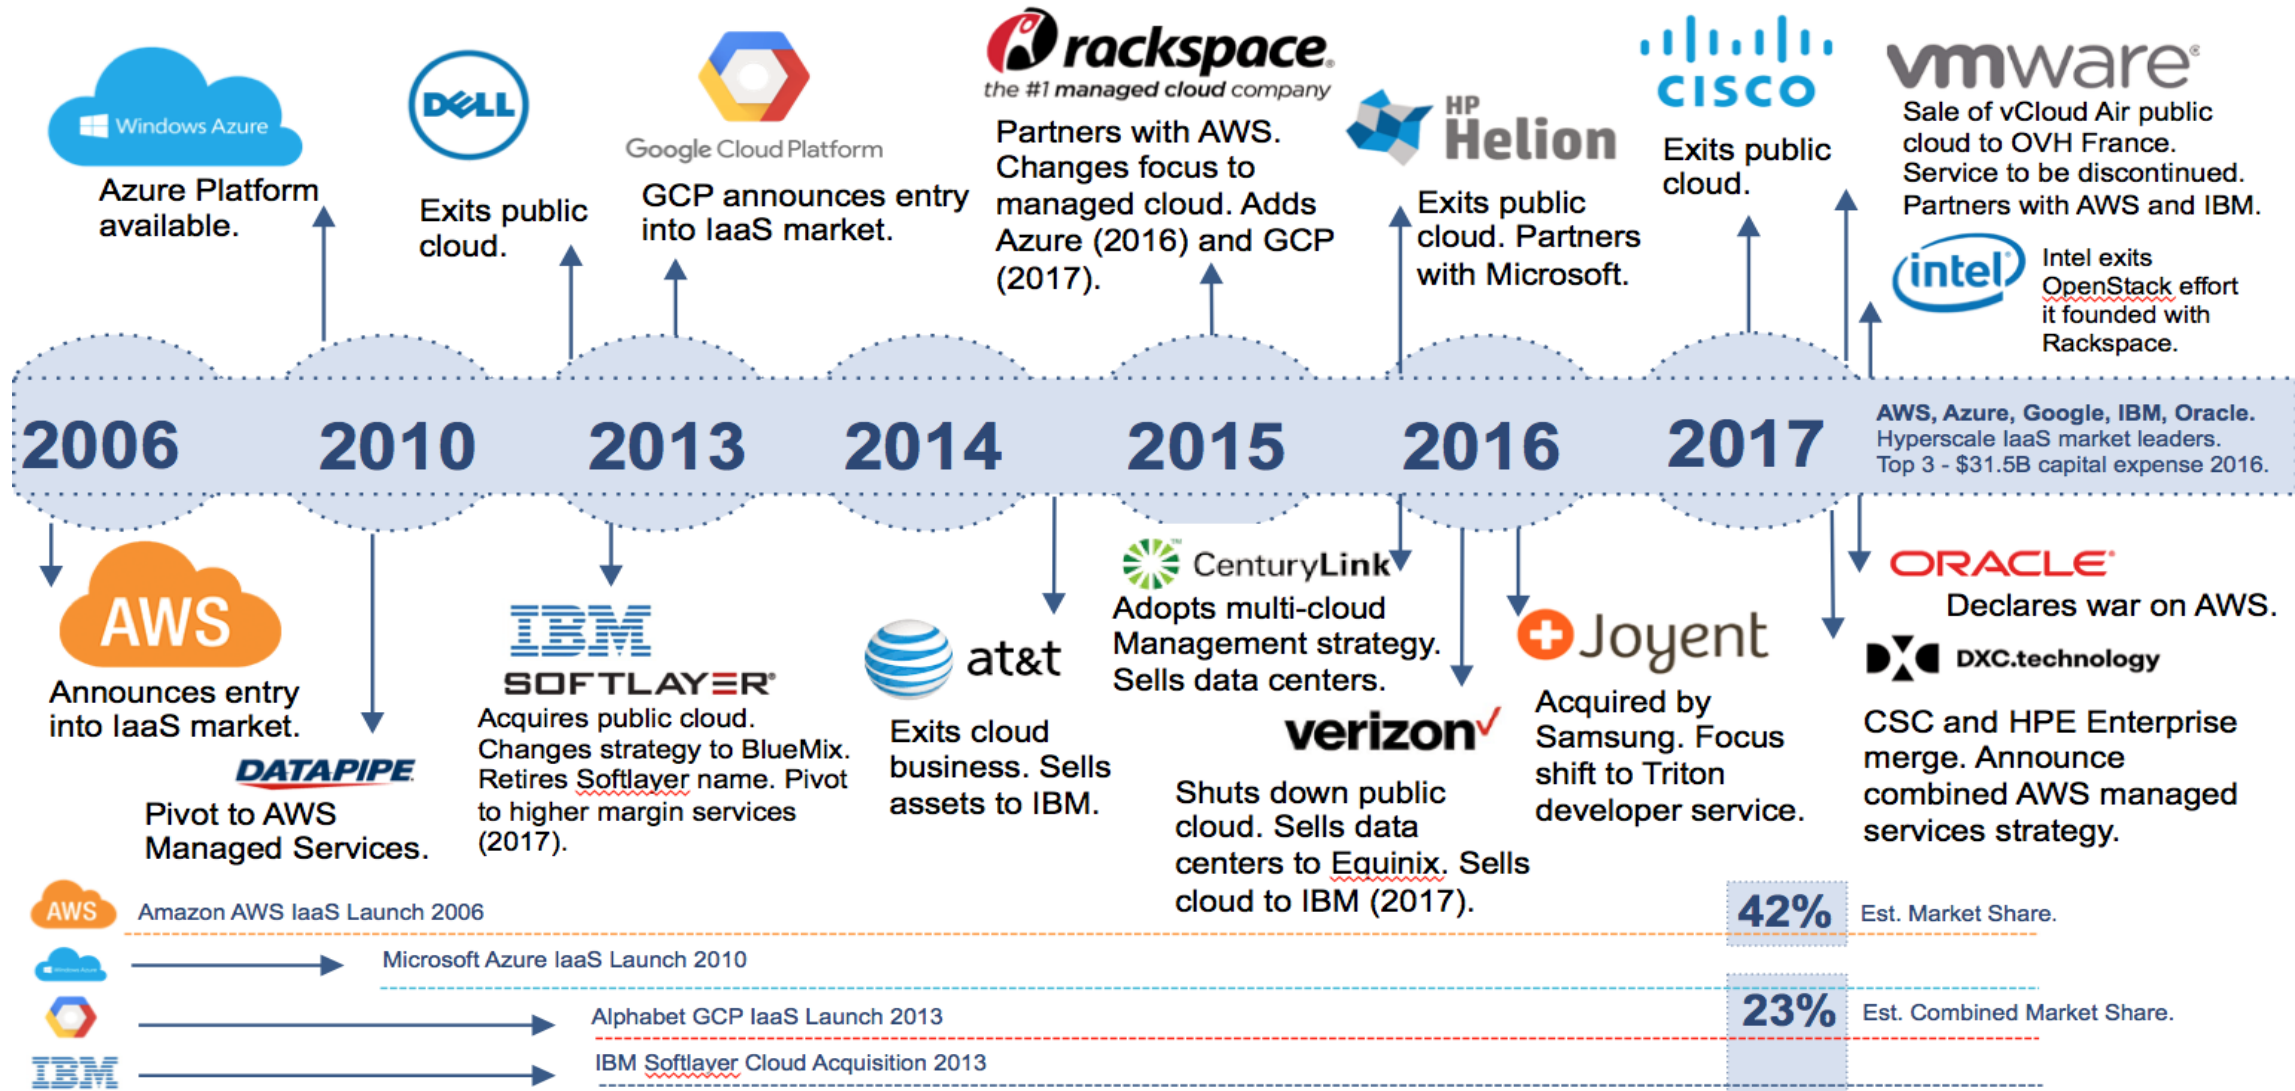 Windows Azure
Azure Platform
available.
DELL
Exits public
cloud.
Google Cloud Platform
GCP announces entry
into IaaS market.
rackspace®
the #1 managed cloud company
Partners with AWS.
Changes focus to
managed cloud. Adds
Azure (2016) and GCP
(2017).
HP
Helion
Exits public
cloud. Partners
with Microsoft.
CISCO
Exits public
cloud.
vmware®
Sale of vCloud Air public
cloud to OVH France.
Service to be discontinued.
Partners with AWS and IBM.
intel®
Intel exits
OpenStack effort
it founded with
Rackspace.
2006
2010
2013
2014
2015
2016
2017
AWS, Azure, Google, IBM, Oracle.
Hyperscale IaaS market leaders.
Top 3 - $31.5B capital expense 2016.
AWS
Announces entry
into IaaS market.
DATAPIPE
Pivot to AWS
Managed Services.
IBM
SOFTLAYER®
Acquires public cloud.
Changes strategy to BlueMix.
Retires Softlayer name. Pivot
to higher margin services
(2017).
at&t
Exits cloud
business. Sells
assets to IBM.
CenturyLink™
Adopts multi-cloud
Management strategy.
Sells data centers.
verizon
Shuts down public
cloud. Sells data
centers to Equinix. Sells
cloud to IBM (2017).
Joyent
Acquired by
Samsung. Focus
shift to Triton
developer service.
ORACLE®
Declares war on AWS.
DXC.technology
CSC and HPE Enterprise
merge. Announce
combined AWS managed
services strategy.
AWS
Amazon AWS IaaS Launch 2006
42%
Est. Market Share.
Windows Azure
Microsoft Azure IaaS Launch 2010
Alphabet GCP IaaS Launch 2013
23%
Est. Combined Market Share.
IBM
IBM Softlayer Cloud Acquisition 2013